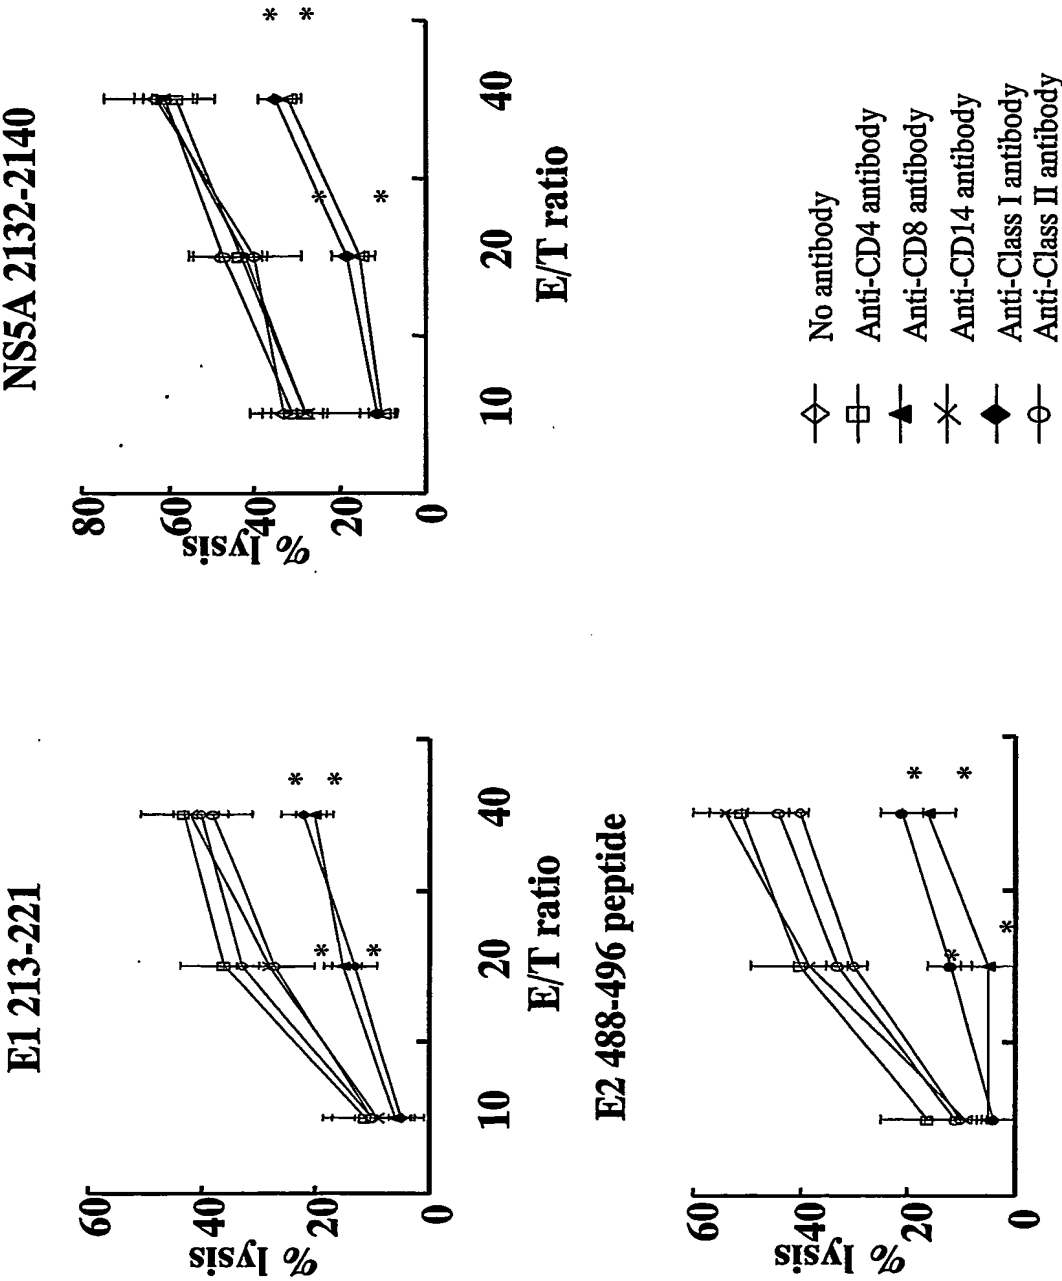 E1 213-221
% lysis
60
40
20
0
10
20
40
E/T ratio
*
*
*
*
NS5A 2132-2140
% lysis
80
60
40
20
0
10
20
40
E/T ratio
*
*
*
*
E2 488-496 peptide
% lysis
60
40
20
0
*
*
*
*
No antibody
Anti-CD4 antibody
Anti-CD8 antibody
Anti-CD14 antibody
Anti-Class I antibody
Anti-Class II antibody